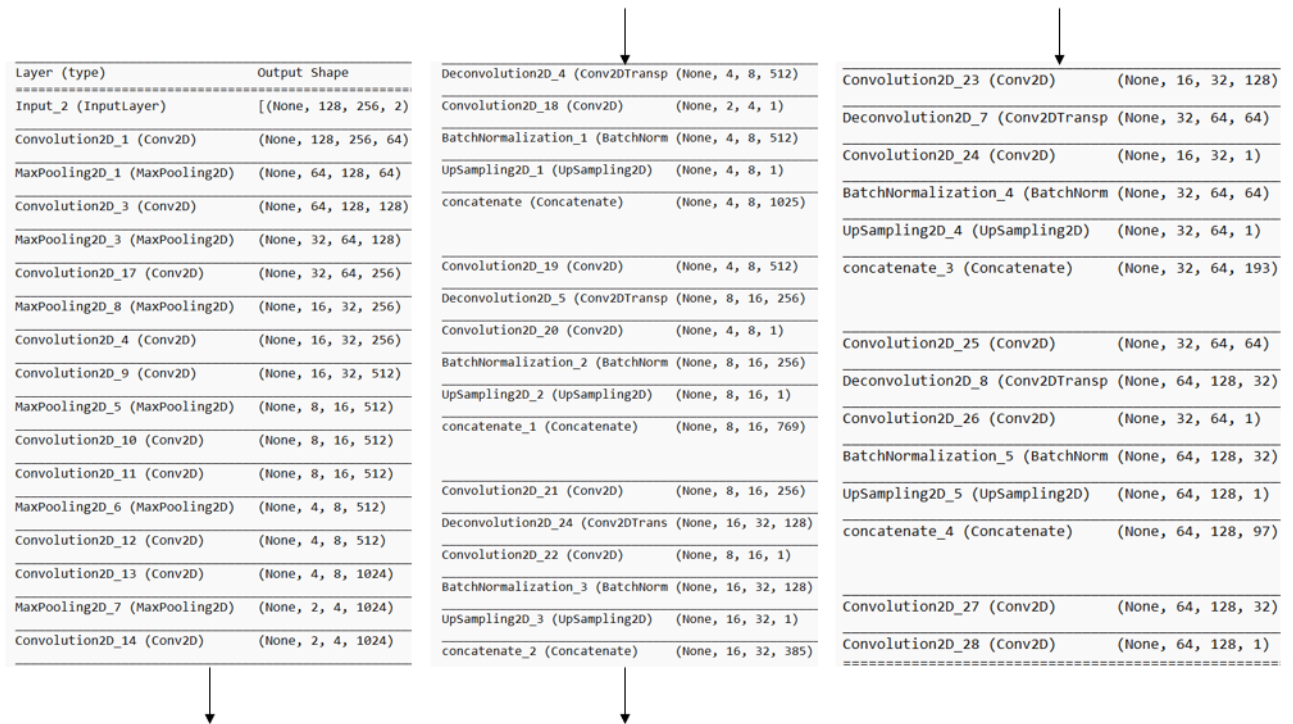 Layer (type) Output Shape
Input_2 (InputLayer) [(None, 128, 256, 2)
Convolution2D_1 (Conv2D) (None, 128, 256, 64)
MaxPooling2D_1 (MaxPooling2D) (None, 64, 128, 64)
Convolution2D_3 (Conv2D) (None, 64, 128, 128)
MaxPooling2D_3 (MaxPooling2D) (None, 32, 64, 128)
Convolution2D_17 (Conv2D) (None, 32, 64, 256)
MaxPooling2D_8 (MaxPooling2D) (None, 16, 32, 256)
Convolution2D_4 (Conv2D) (None, 16, 32, 256)
Convolution2D_9 (Conv2D) (None, 16, 32, 512)
MaxPooling2D_5 (MaxPooling2D) (None, 8, 16, 512)
Convolution2D_10 (Conv2D) (None, 8, 16, 512)
Convolution2D_11 (Conv2D) (None, 8, 16, 512)
MaxPooling2D_6 (MaxPooling2D) (None, 4, 8, 512)
Convolution2D_12 (Conv2D) (None, 4, 8, 512)
Convolution2D_13 (Conv2D) (None, 4, 8, 1024)
MaxPooling2D_7 (MaxPooling2D) (None, 2, 4, 1024)
Convolution2D_14 (Conv2D) (None, 2, 4, 1024)
Deconvolution2D_4 (Conv2DTransp (None, 4, 8, 512)
Convolution2D_18 (Conv2D) (None, 2, 4, 1)
BatchNormalization_1 (BatchNorm (None, 4, 8, 512)
UpSampling2D_1 (UpSampling2D) (None, 4, 8, 1)
concatenate (Concatenate) (None, 4, 8, 1025)
Convolution2D_19 (Conv2D) (None, 4, 8, 512)
Deconvolution2D_5 (Conv2DTransp (None, 8, 16, 256)
Convolution2D_20 (Conv2D) (None, 4, 8, 1)
BatchNormalization_2 (BatchNorm (None, 8, 16, 256)
UpSampling2D_2 (UpSampling2D) (None, 8, 16, 1)
concatenate_1 (Concatenate) (None, 8, 16, 769)
Convolution2D_21 (Conv2D) (None, 8, 16, 256)
Deconvolution2D_24 (Conv2DTrans (None, 16, 32, 128)
Convolution2D_22 (Conv2D) (None, 8, 16, 1)
BatchNormalization_3 (BatchNorm (None, 16, 32, 128)
UpSampling2D_3 (UpSampling2D) (None, 16, 32, 1)
concatenate_2 (Concatenate) (None, 16, 32, 385)
Convolution2D_23 (Conv2D) (None, 16, 32, 128)
Deconvolution2D_7 (Conv2DTransp (None, 32, 64, 64)
Convolution2D_24 (Conv2D) (None, 16, 32, 1)
BatchNormalization_4 (BatchNorm (None, 32, 64, 64)
UpSampling2D_4 (UpSampling2D) (None, 32, 64, 1)
concatenate_3 (Concatenate) (None, 32, 64, 193)
Convolution2D_25 (Conv2D) (None, 32, 64, 64)
Deconvolution2D_8 (Conv2DTransp (None, 64, 128, 32)
Convolution2D_26 (Conv2D) (None, 32, 64, 1)
BatchNormalization_5 (BatchNorm (None, 64, 128, 32)
UpSampling2D_5 (UpSampling2D) (None, 64, 128, 1)
concatenate_4 (Concatenate) (None, 64, 128, 97)
Convolution2D_27 (Conv2D) (None, 64, 128, 32)
Convolution2D_28 (Conv2D) (None, 64, 128, 1)